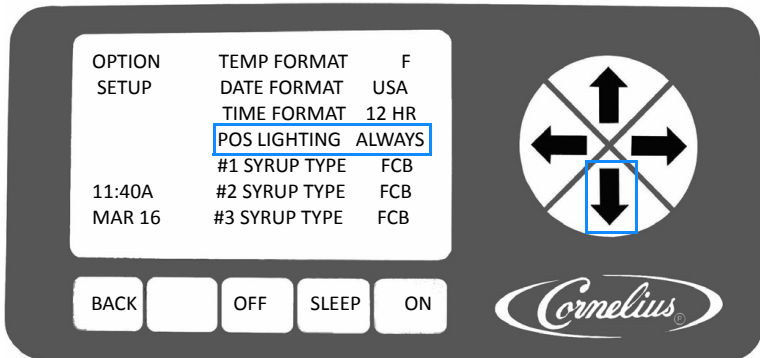 OPTION TEMP FORMAT F
SETUP DATE FORMAT USA
TIME FORMAT 12 HR
POS LIGHTING ALWAYS
#1 SYRUP TYPE FCB
11:40A #2 SYRUP TYPE FCB
MAR 16 #3 SYRUP TYPE FCB
BACK OFF SLEEP ON
Cornelius ®